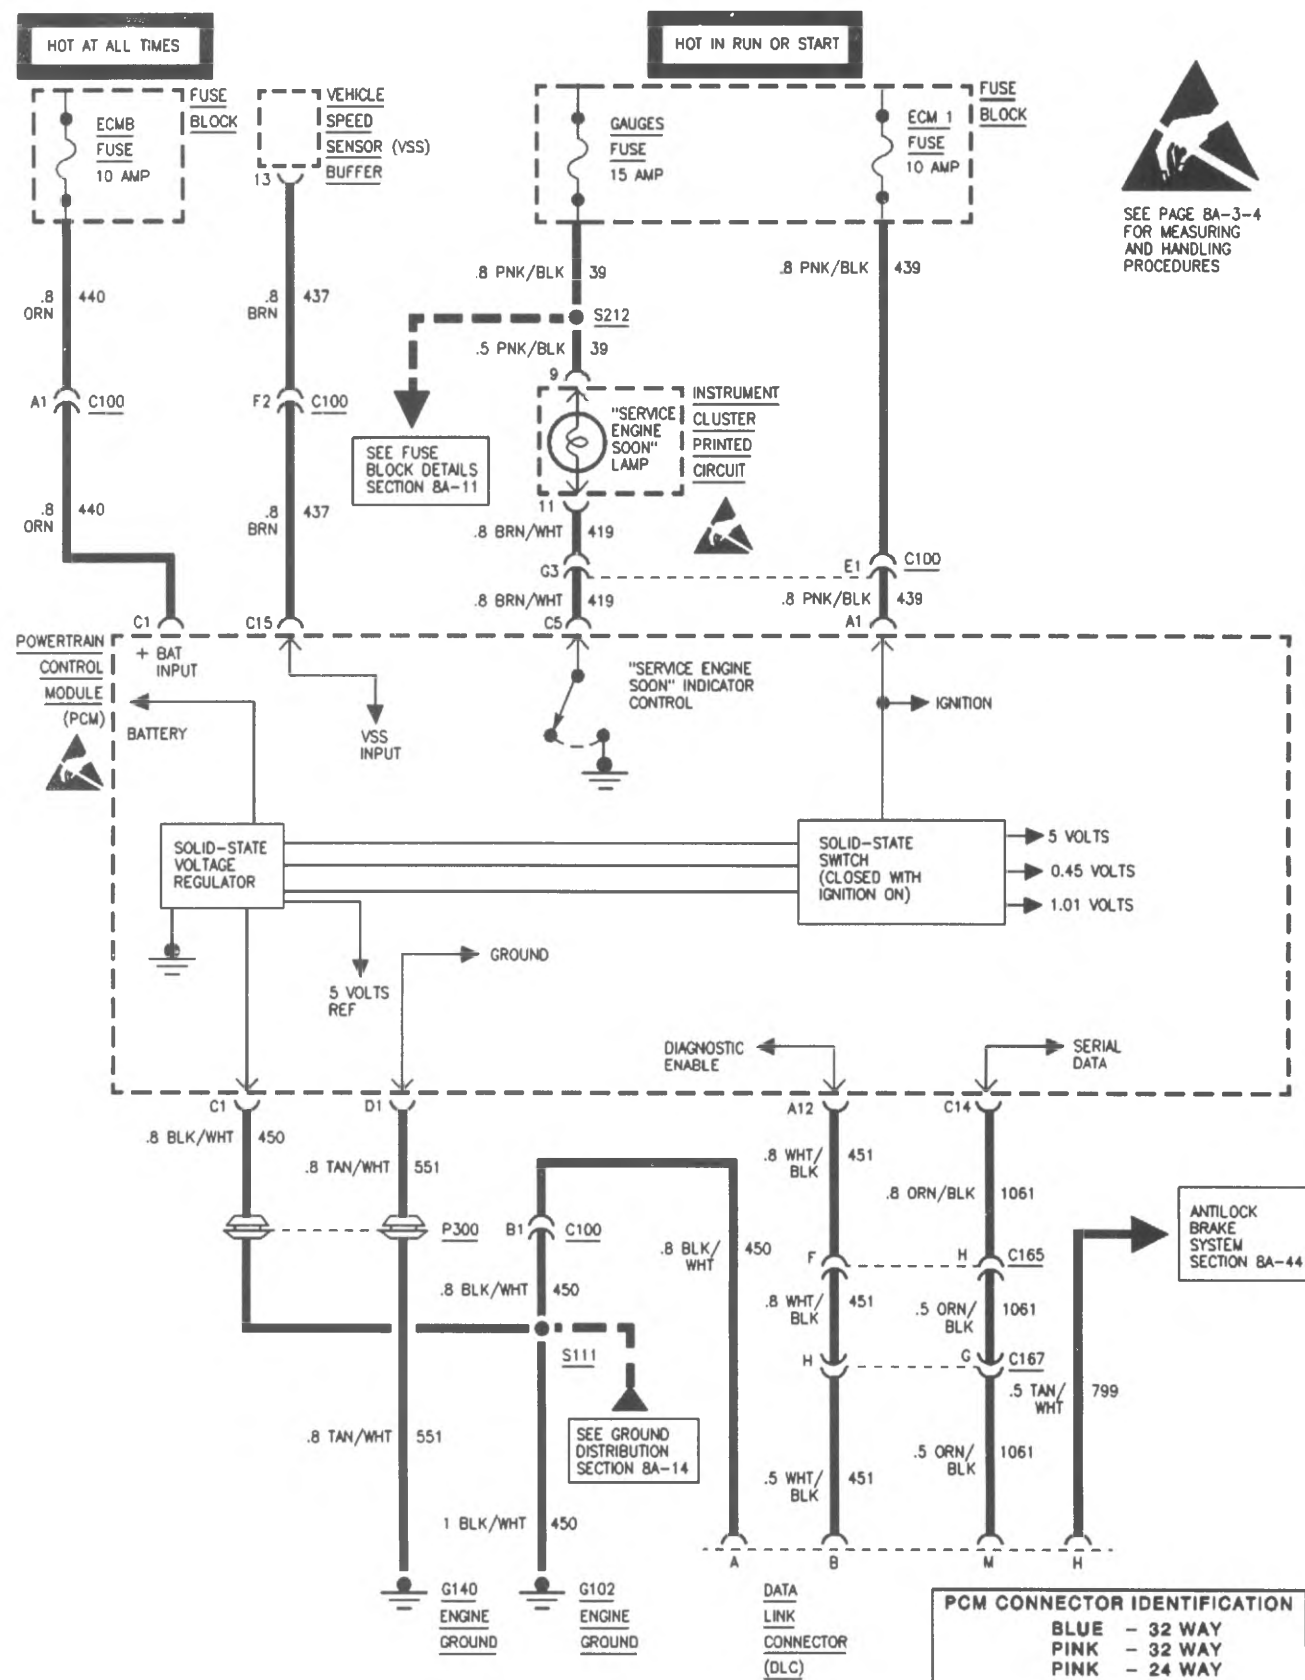 HOT AT ALL TIMES
HOT IN RUN OR START
ECMB
FUSE
10 AMP
FUSE
BLOCK
VEHICLE
SPEED
SENSOR (VSS)
BUFFER
13
GAUGES
FUSE
15 AMP
ECM 1
FUSE
10 AMP
FUSE
BLOCK
SEE PAGE 8A-3-4
FOR MEASURING
AND HANDLING
PROCEDURES
.8
ORN
440
.8
BRN
437
.8 PNK/BLK
39
.8 PNK/BLK
439
S212
.5 PNK/BLK
39
9
A1
C100
F2
C100
SEE FUSE
BLOCK DETAILS
SECTION 8A-11
"SERVICE
ENGINE
SOON"
LAMP
INSTRUMENT
CLUSTER
PRINTED
CIRCUIT
11
.8
ORN
440
.8
BRN
437
.8 BRN/WHT
419
G3
E1
C100
.8 BRN/WHT
419
.8 PNK/BLK
439
C1
C15
C5
A1
POWERTRAIN
CONTROL
MODULE
(PCM)
+ BAT
INPUT
BATTERY
VSS
INPUT
"SERVICE ENGINE
SOON" INDICATOR
CONTROL
IGNITION
SOLID-STATE
VOLTAGE
REGULATOR
SOLID-STATE
SWITCH
(CLOSED WITH
IGNITION ON)
5 VOLTS
0.45 VOLTS
1.01 VOLTS
5 VOLTS
REF
GROUND
DIAGNOSTIC
ENABLE
SERIAL
DATA
C1
D1
A12
C14
.8 BLK/WHT
450
.8 TAN/WHT
551
.8 WHT/
BLK
451
.8 ORN/BLK
1061
P300
B1
C100
.8 BLK/
WHT
450
F
H
C165
ANTILOCK
BRAKE
SYSTEM
SECTION 8A-44
.8 BLK/WHT
450
.8 WHT/
BLK
451
.5 ORN/
BLK
1061
S111
H
G
C167
.5 TAN/
WHT
799
.8 TAN/WHT
551
SEE GROUND
DISTRIBUTION
SECTION 8A-14
.5 WHT/
BLK
451
.5 ORN/
BLK
1061
1 BLK/WHT
450
A
B
M
H
G140
ENGINE
GROUND
G102
ENGINE
GROUND
DATA
LINK
CONNECTOR
(DLC)
PCM CONNECTOR IDENTIFICATION
BLUE - 32 WAY
PINK - 32 WAY
PINK - 24 WAY